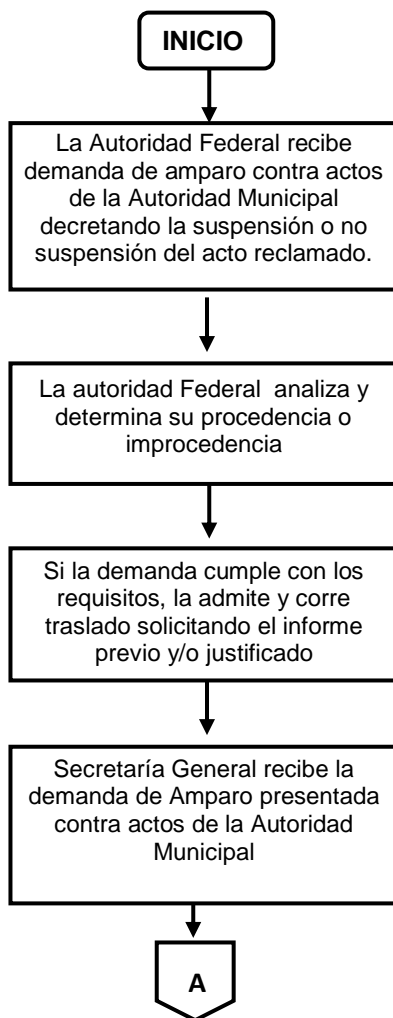 INICIO
La Autoridad Federal recibe
demanda de amparo contra actos
de la Autoridad Municipal
decretando la suspensión o no
suspensión del acto reclamado.
La autoridad Federal  analiza y
determina su procedencia o
improcedencia
Si la demanda cumple con los
requisitos, la admite y corre
traslado solicitando el informe
previo y/o justificado
Secretaría General recibe la
demanda de Amparo presentada
contra actos de la Autoridad
Municipal
A